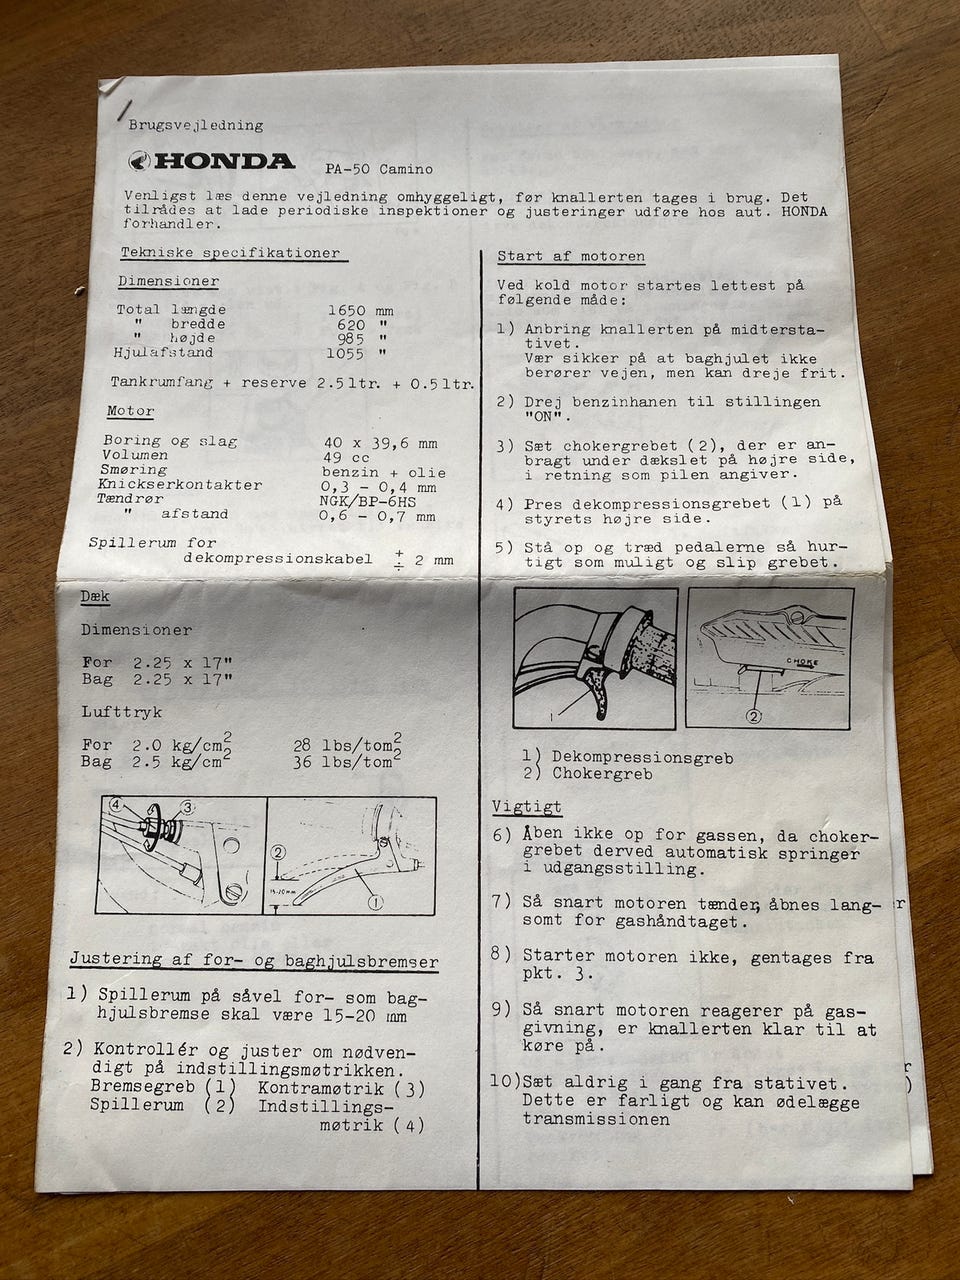 Brugsvejledning
HONDA PA-50 Camino
Venligst læs denne vejledning omhyggeligt, før knallerten tages i brug. Det
tilrådes at lade periodiske inspektioner og justeringer udføre hos aut. HONDA
forhandler.
Tekniske specifikationer
Dimensioner
Total længde 1650 mm
" bredde 620 "
" højde 985 "
Hjulafstand 1055 "
Tankrumfang + reserve 2.5ltr. + 0.5ltr.
Motor
Boring og slag 40 x 39,6 mm
Volumen 49 cc
Smøring benzin + olie
Knickserkontakter 0,3 - 0,4 mm
Tændrør NGK/BP-6HS
" afstand 0,6 - 0,7 mm
Spillerum for
dekompressionskabel ± 2 mm
Dæk
Dimensioner
For 2.25 x 17"
Bag 2.25 x 17"
Lufttryk
For 2.0 kg/cm² 28 lbs/tom²
Bag 2.5 kg/cm² 36 lbs/tom²
4 3
2
15-20mm
1
Justering af for- og baghjulsbremser
1) Spillerum på såvel for- som bag-
hjulsbremse skal være 15-20 mm
2) Kontrollér og juster om nødven-
digt på indstillingsmøtrikken.
Bremsegreb (1) Kontramøtrik (3)
Spillerum (2) Indstillings-
møtrik (4)
Start af motoren
Ved kold motor startes lettest på
følgende måde:
1) Anbring knallerten på midtersta-
tivet.
Vær sikker på at baghjulet ikke
berører vejen, men kan dreje frit.
2) Drej benzinhanen til stillingen
"ON".
3) Sæt chokergrebet (2), der er an-
bragt under dækslet på højre side,
i retning som pilen angiver.
4) Pres dekompressionsgrebet (1) på
styrets højre side.
5) Stå op og træd pedalerne så hur-
tigt som muligt og slip grebet.
1
CHOKE
2
1) Dekompressionsgreb
2) Chokergreb
Vigtigt
6) Åben ikke op for gassen, da choker-
grebet derved automatisk springer
i udgangsstilling.
7) Så snart motoren tænder, åbnes lang-
somt for gashåndtaget.
8) Starter motoren ikke, gentages fra
pkt. 3.
9) Så snart motoren reagerer på gas-
givning, er knallerten klar til at
køre på.
10)Sæt aldrig i gang fra stativet.
Dette er farligt og kan ødelægge
transmissionen